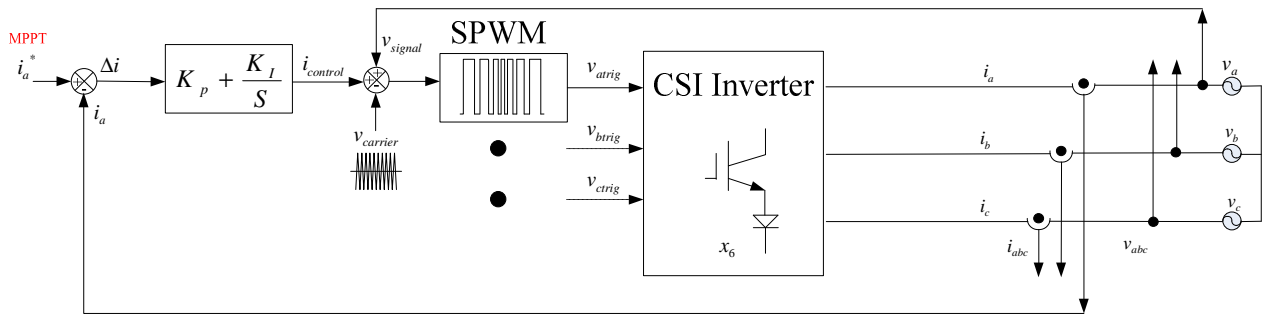 MPPT
i_a^*
Δi
i_a
K_p + K_I / S
i_control
v_signal
v_carrier
SPWM
v_atrig
v_btrig
v_ctrig
CSI Inverter
x_6
i_a
i_b
i_c
i_abc
v_abc
v_a
v_b
v_c